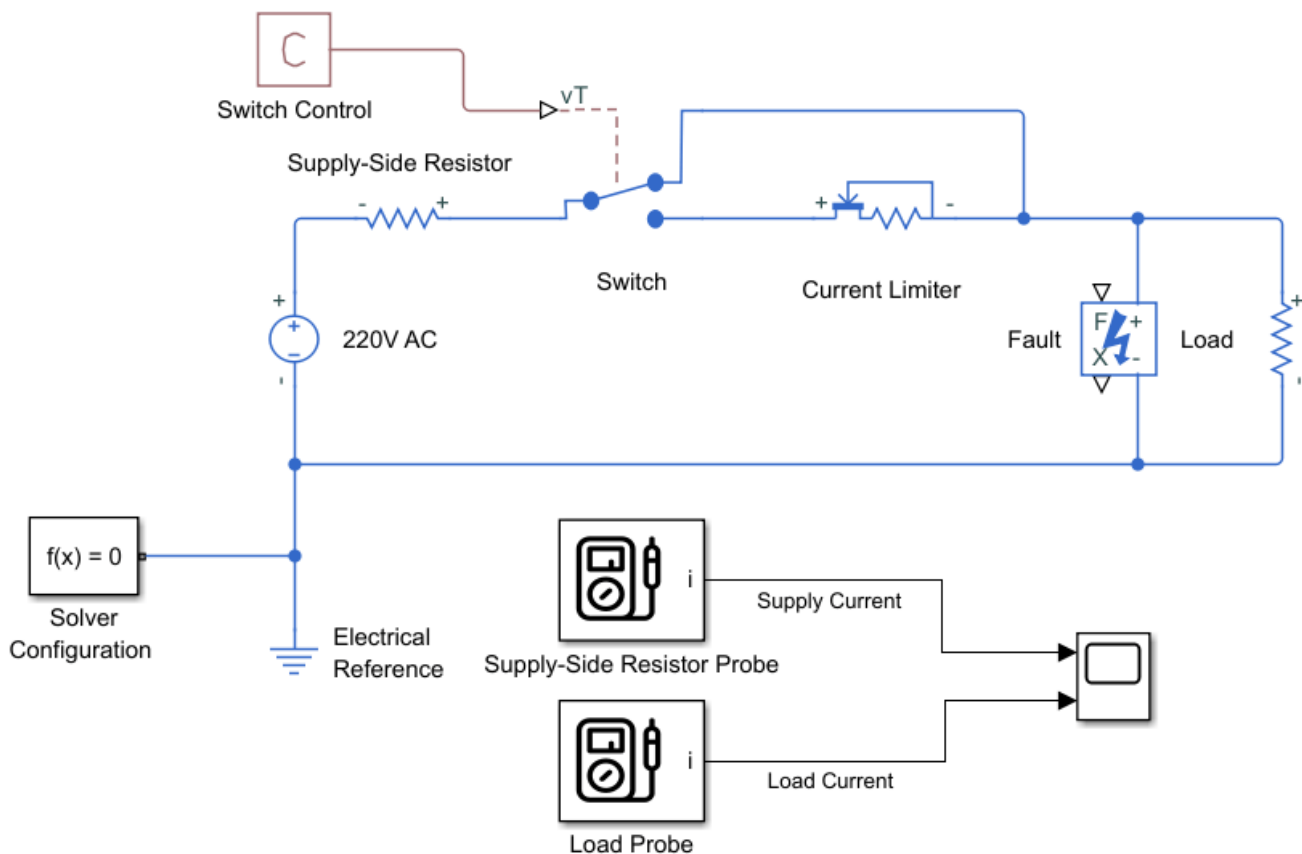 C
Switch Control
vT
Supply-Side Resistor
- +
+ -
Switch
Current Limiter
+
-
220V AC
+
-
Fault
F +
X -
Load
+
-
f(x) = 0
Solver
Configuration
Electrical
Reference
i
Supply Current
Supply-Side Resistor Probe
i
Load Current
Load Probe